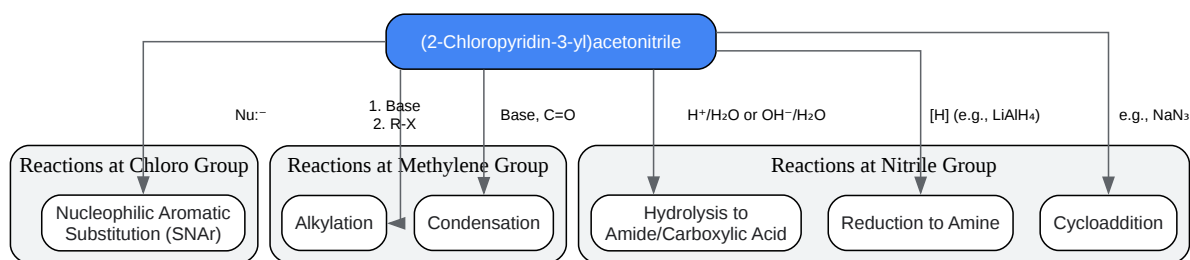 (2-Chloropyridin-3-yl)acetonitrile
Nu:⁻
1. Base
2. R-X
Base, C=O
H⁺/H₂O or OH⁻/H₂O
[H] (e.g., LiAlH₄)
e.g., NaN₃
Reactions at Chloro Group
Reactions at Methylene Group
Reactions at Nitrile Group
Nucleophilic Aromatic
Substitution (SNAr)
Alkylation
Condensation
Hydrolysis to
Amide/Carboxylic Acid
Reduction to Amine
Cycloaddition